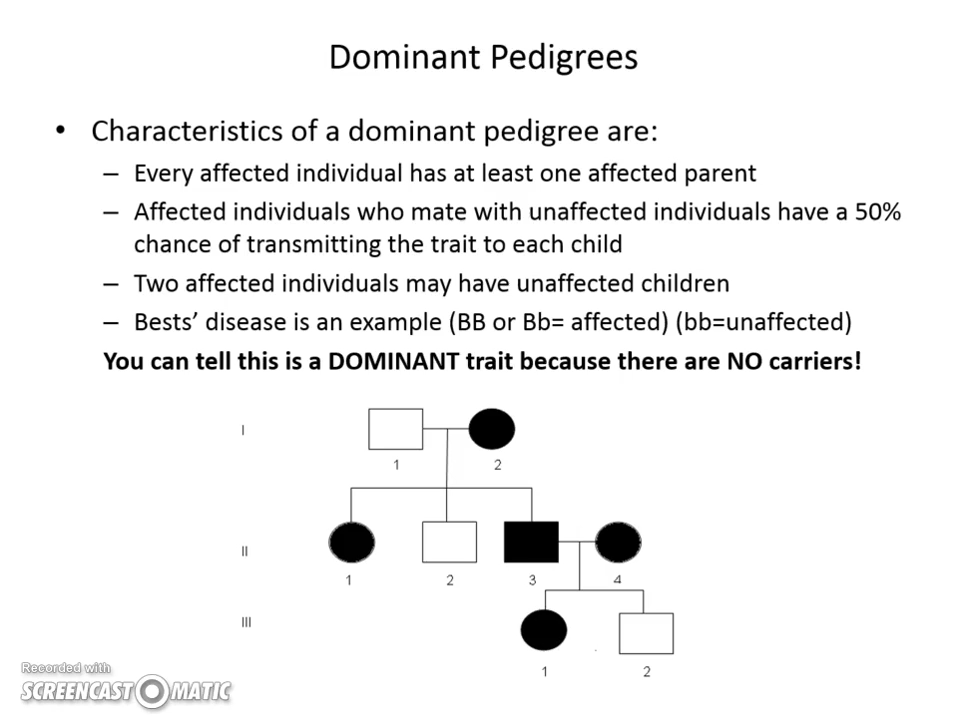 Dominant Pedigrees
• Characteristics of a dominant pedigree are:
– Every affected individual has at least one affected parent
– Affected individuals who mate with unaffected individuals have a 50%
chance of transmitting the trait to each child
– Two affected individuals may have unaffected children
– Bests’ disease is an example (BB or Bb= affected) (bb=unaffected)
You can tell this is a DOMINANT trait because there are NO carriers!
I
1 2
II
1 2 3 4
III
1 2
Recorded with
SCREENCAST-O-MATIC